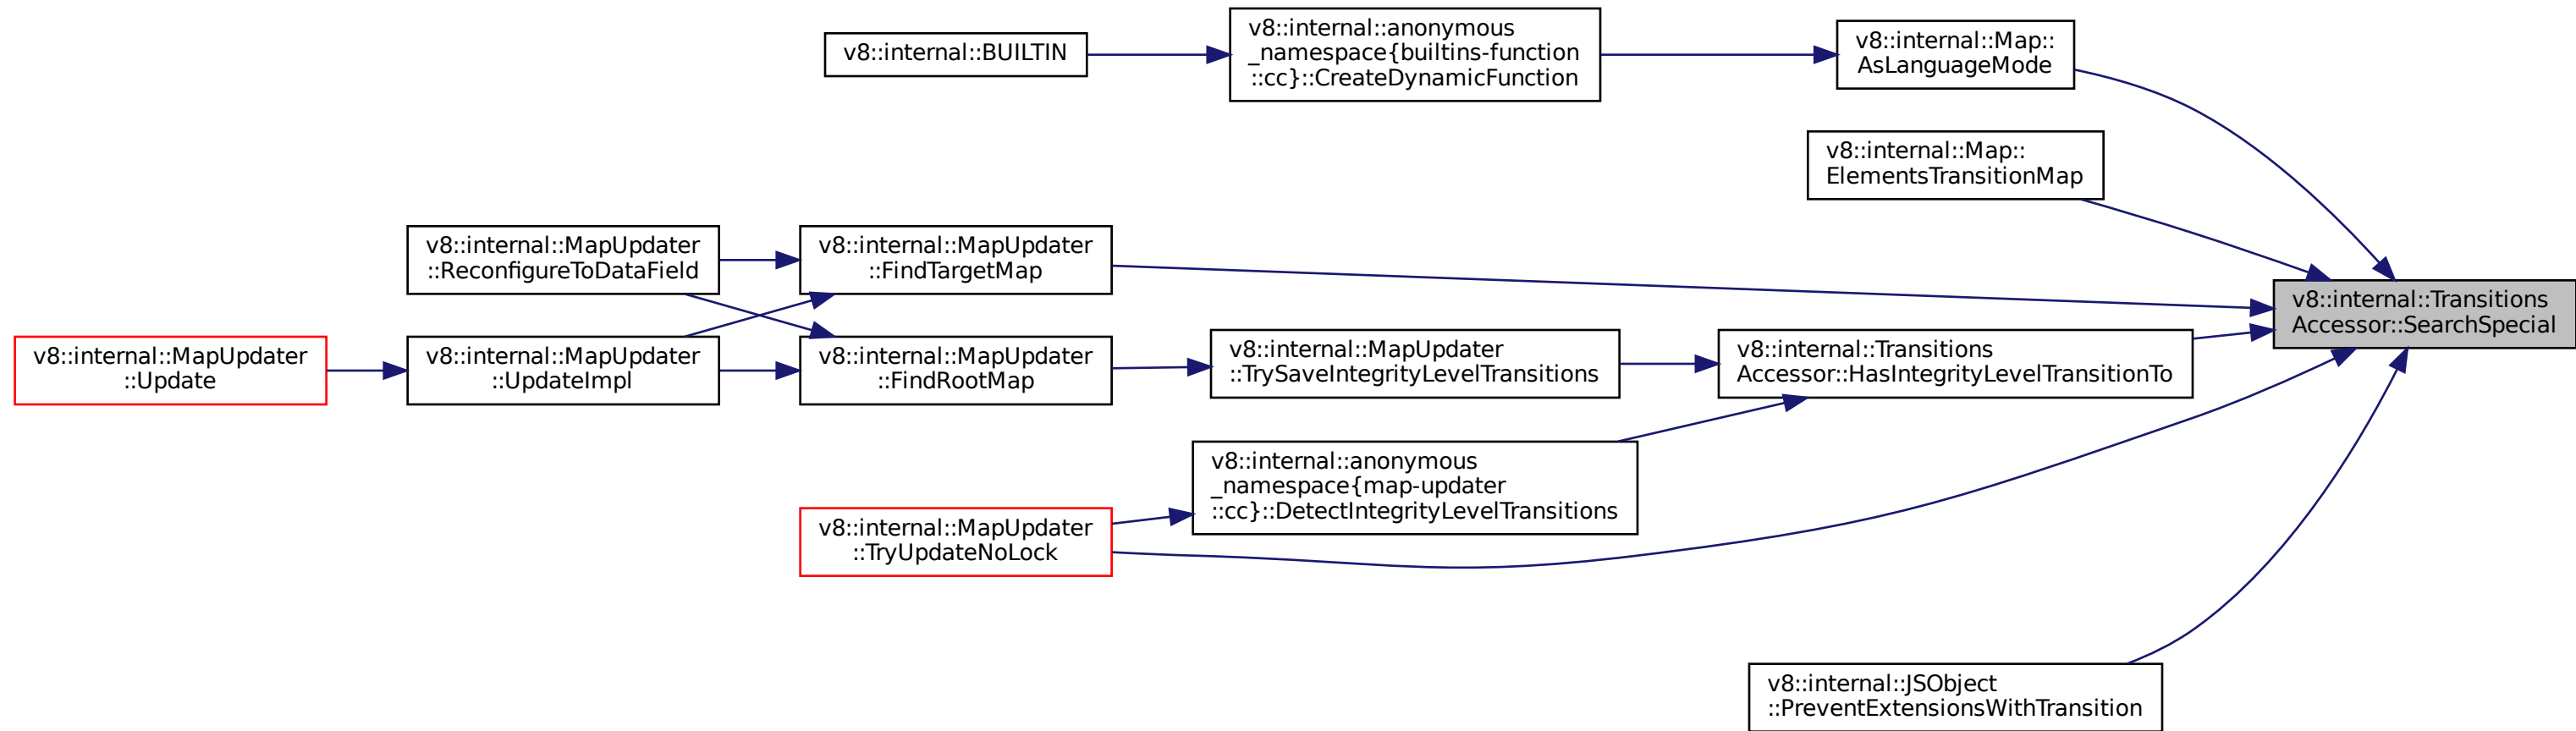 v8::internal::BUILTIN
v8::internal::anonymous
_namespace{builtins-function
::cc}::CreateDynamicFunction
v8::internal::Map::
AsLanguageMode
v8::internal::Map::
ElementsTransitionMap
v8::internal::MapUpdater
::ReconfigureToDataField
v8::internal::MapUpdater
::FindTargetMap
v8::internal::Transitions
Accessor::SearchSpecial
v8::internal::MapUpdater
::Update
v8::internal::MapUpdater
::UpdateImpl
v8::internal::MapUpdater
::FindRootMap
v8::internal::MapUpdater
::TrySaveIntegrityLevelTransitions
v8::internal::Transitions
Accessor::HasIntegrityLevelTransitionTo
v8::internal::anonymous
_namespace{map-updater
::cc}::DetectIntegrityLevelTransitions
v8::internal::MapUpdater
::TryUpdateNoLock
v8::internal::JSObject
::PreventExtensionsWithTransition